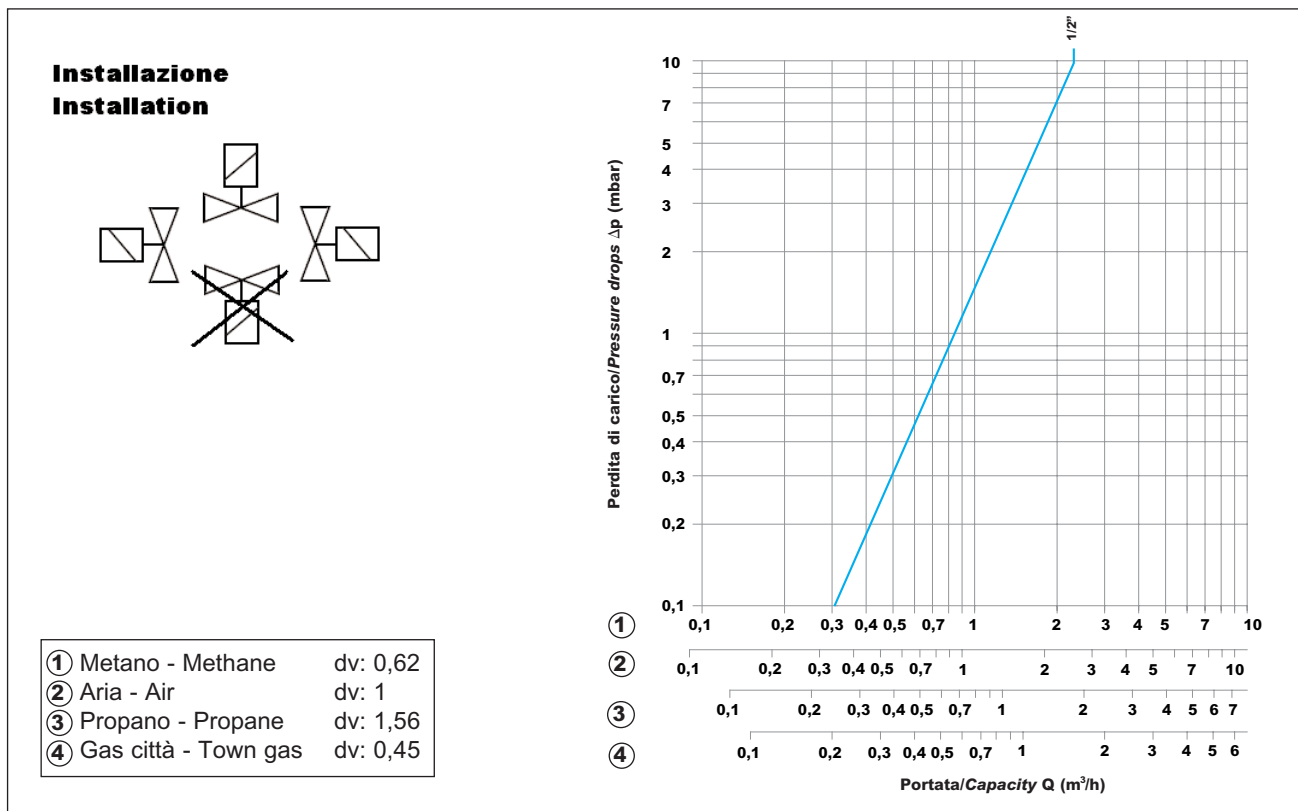 Installazione
Installation
1/2"
Perdita di carico/Pressure drops Δp (mbar)
10
7
5
4
3
2
1
0,7
0,5
0,4
0,3
0,2
0,1
① 0,1 0,2 0,3 0,4 0,5 0,7 1 2 3 4 5 7 10
② 0,1 0,2 0,3 0,4 0,5 0,7 1 2 3 4 5 7 10
③ 0,1 0,2 0,3 0,4 0,5 0,7 1 2 3 4 5 6 7
④ 0,1 0,2 0,3 0,4 0,5 0,7 1 2 3 4 5 6
Portata/Capacity Q (m³/h)
① Metano - Methane dv: 0,62
② Aria - Air dv: 1
③ Propano - Propane dv: 1,56
④ Gas città - Town gas dv: 0,45